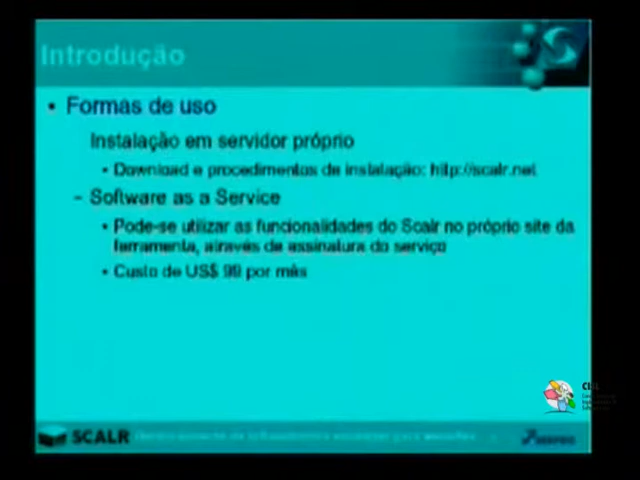 Introdução
• Formas de uso
Instalação em servidor próprio
• Download e procedimentos de instalação: http://scalr.net
– Software as a Service
• Pode-se utilizar as funcionalidades do Scalr no próprio site da
ferramenta, através de assinatura do serviço
• Custo de US$ 99 por mês
SCALR